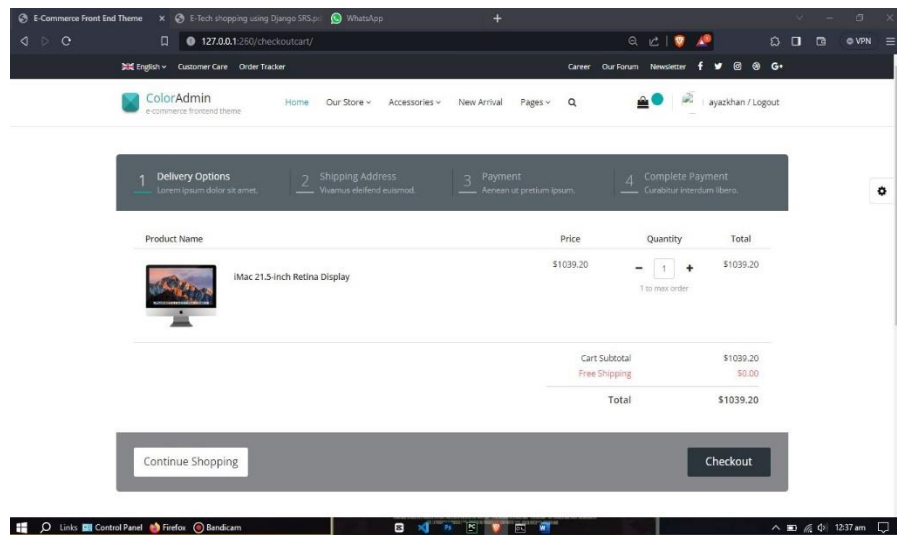 E-Commerce Front End Theme
E-Tech shopping using Django SRS.pd
WhatsApp
127.0.0.1:260/checkoutcart/
VPN
English Customer Care Order Tracker
Career Our Forum Newsletter
ColorAdmin
e-commerce frontend theme
Home Our Store Accessories New Arrival Pages
ayazkhan / Logout
1 Delivery Options
Lorem ipsum dolor sit amet.
2 Shipping Address
Vivamus eleifend euismod.
3 Payment
Aenean ut pretium ipsum.
4 Complete Payment
Curabitur interdum libero.
Product Name Price Quantity Total
iMac 21.5-inch Retina Display $1039.20 - 1 + $1039.20
1 to max order
Cart Subtotal $1039.20
Free Shipping $0.00
Total $1039.20
Continue Shopping Checkout
Links Control Panel Firefox Bandicam
12:37 am